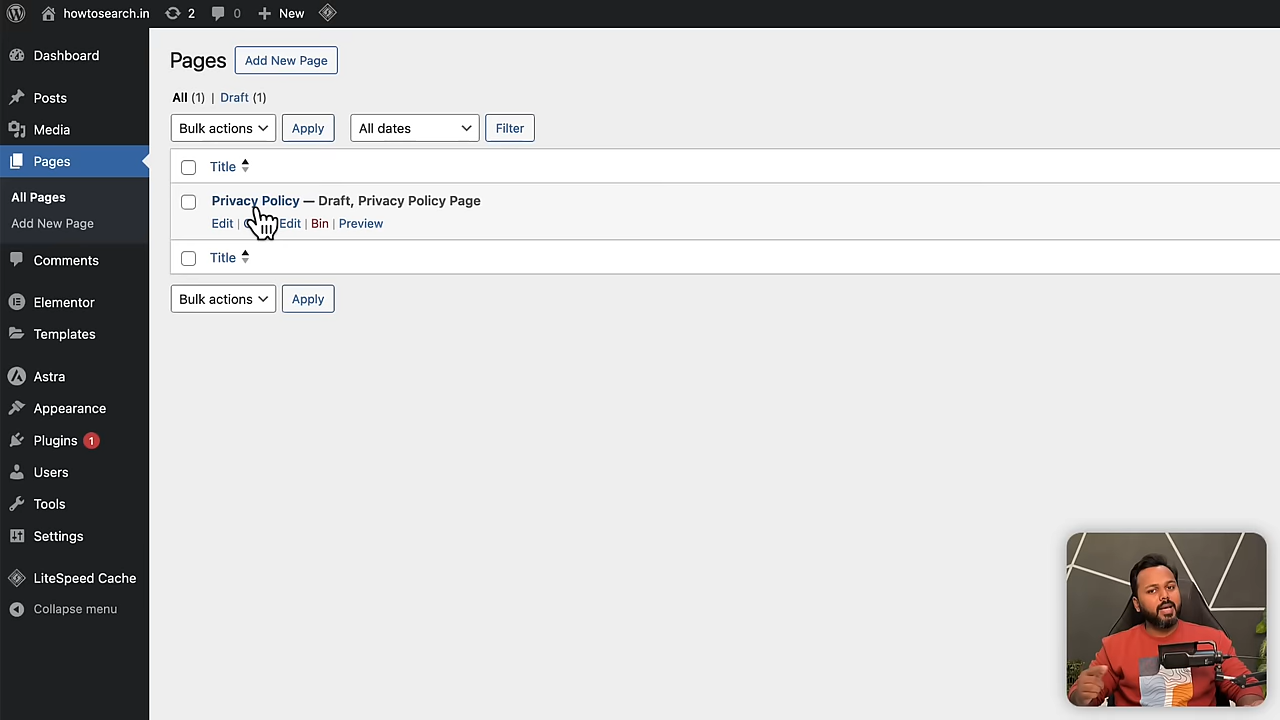 howtosearch.in 2 0 New
Dashboard
Posts
Media
Pages
All Pages
Add New Page
Comments
Elementor
Templates
Astra
Appearance
Plugins 1
Users
Tools
Settings
LiteSpeed Cache
Collapse menu
Pages Add New Page
All (1) | Draft (1)
Bulk actions Apply All dates Filter
Title
Privacy Policy — Draft, Privacy Policy Page
Edit | Edit | Bin | Preview
Title
Bulk actions Apply